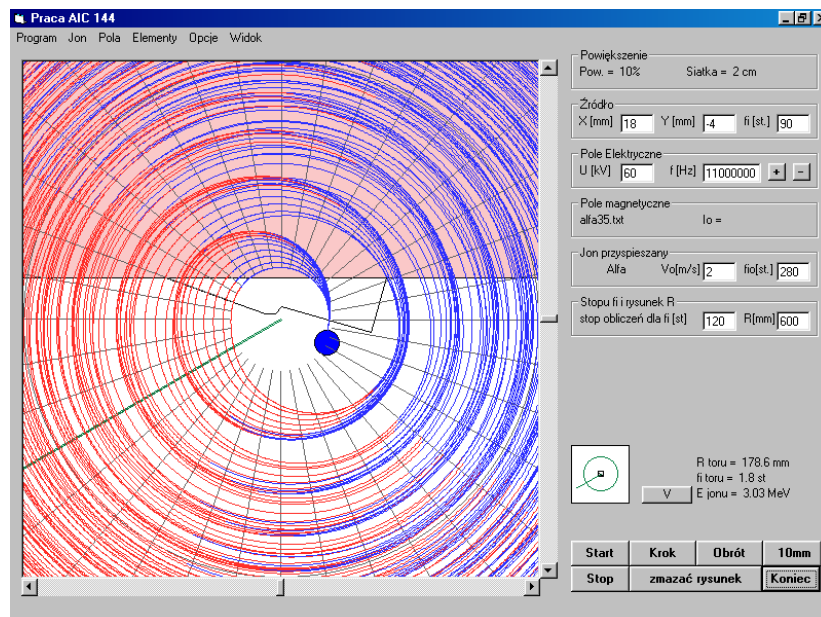 Praca AIC 144
Program Jon Pola Elementy Opcje Widok
Powiększenie
Pow. = 10% Siatka = 2 cm
Źródło
X [mm] 18 Y [mm] -4 fi [st.] 90
Pole Elektryczne
U [kV] 60 f [Hz] 11000000 + -
Pole magnetyczne
alfa35.txt Io =
Jon przyspieszany
Alfa Vo[m/s] 2 fio[st.] 280
Stopu fi i rysunek R
stop obliczeń dla fi [st] 120 R[mm] 600
R toru = 178.6 mm
fi toru = 1.8 st
V E jonu = 3.03 MeV
Start Krok Obrót 10mm
Stop zmazać rysunek Koniec